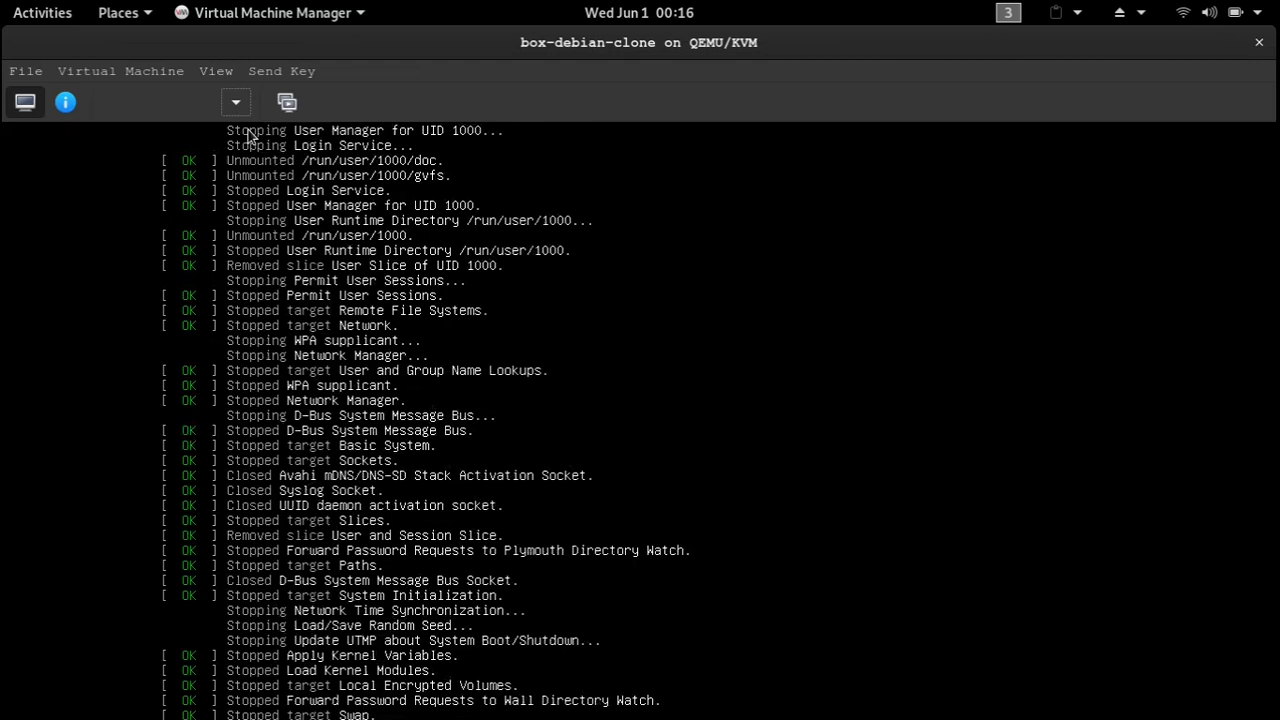 Activities Places Virtual Machine Manager Wed Jun 1 00:16 3
box-debian-clone on QEMU/KVM
File Virtual Machine View Send Key
Stopping User Manager for UID 1000...
Stopping Login Service...
[ OK ] Unmounted /run/user/1000/doc.
[ OK ] Unmounted /run/user/1000/gvfs.
[ OK ] Stopped Login Service.
[ OK ] Stopped User Manager for UID 1000.
Stopping User Runtime Directory /run/user/1000...
[ OK ] Unmounted /run/user/1000.
[ OK ] Stopped User Runtime Directory /run/user/1000.
[ OK ] Removed slice User Slice of UID 1000.
Stopping Permit User Sessions...
[ OK ] Stopped Permit User Sessions.
[ OK ] Stopped target Remote File Systems.
[ OK ] Stopped target Network.
Stopping WPA supplicant...
Stopping Network Manager...
[ OK ] Stopped target User and Group Name Lookups.
[ OK ] Stopped WPA supplicant.
[ OK ] Stopped Network Manager.
Stopping D-Bus System Message Bus...
[ OK ] Stopped D-Bus System Message Bus.
[ OK ] Stopped target Basic System.
[ OK ] Stopped target Sockets.
[ OK ] Closed Avahi mDNS/DNS-SD Stack Activation Socket.
[ OK ] Closed Syslog Socket.
[ OK ] Closed UUID daemon activation socket.
[ OK ] Stopped target Slices.
[ OK ] Removed slice User and Session Slice.
[ OK ] Stopped Forward Password Requests to Plymouth Directory Watch.
[ OK ] Stopped target Paths.
[ OK ] Closed D-Bus System Message Bus Socket.
[ OK ] Stopped target System Initialization.
Stopping Network Time Synchronization...
Stopping Load/Save Random Seed...
Stopping Update UTMP about System Boot/Shutdown...
[ OK ] Stopped Apply Kernel Variables.
[ OK ] Stopped Load Kernel Modules.
[ OK ] Stopped target Local Encrypted Volumes.
[ OK ] Stopped Forward Password Requests to Wall Directory Watch.
[ OK ] Stopped target Swap.